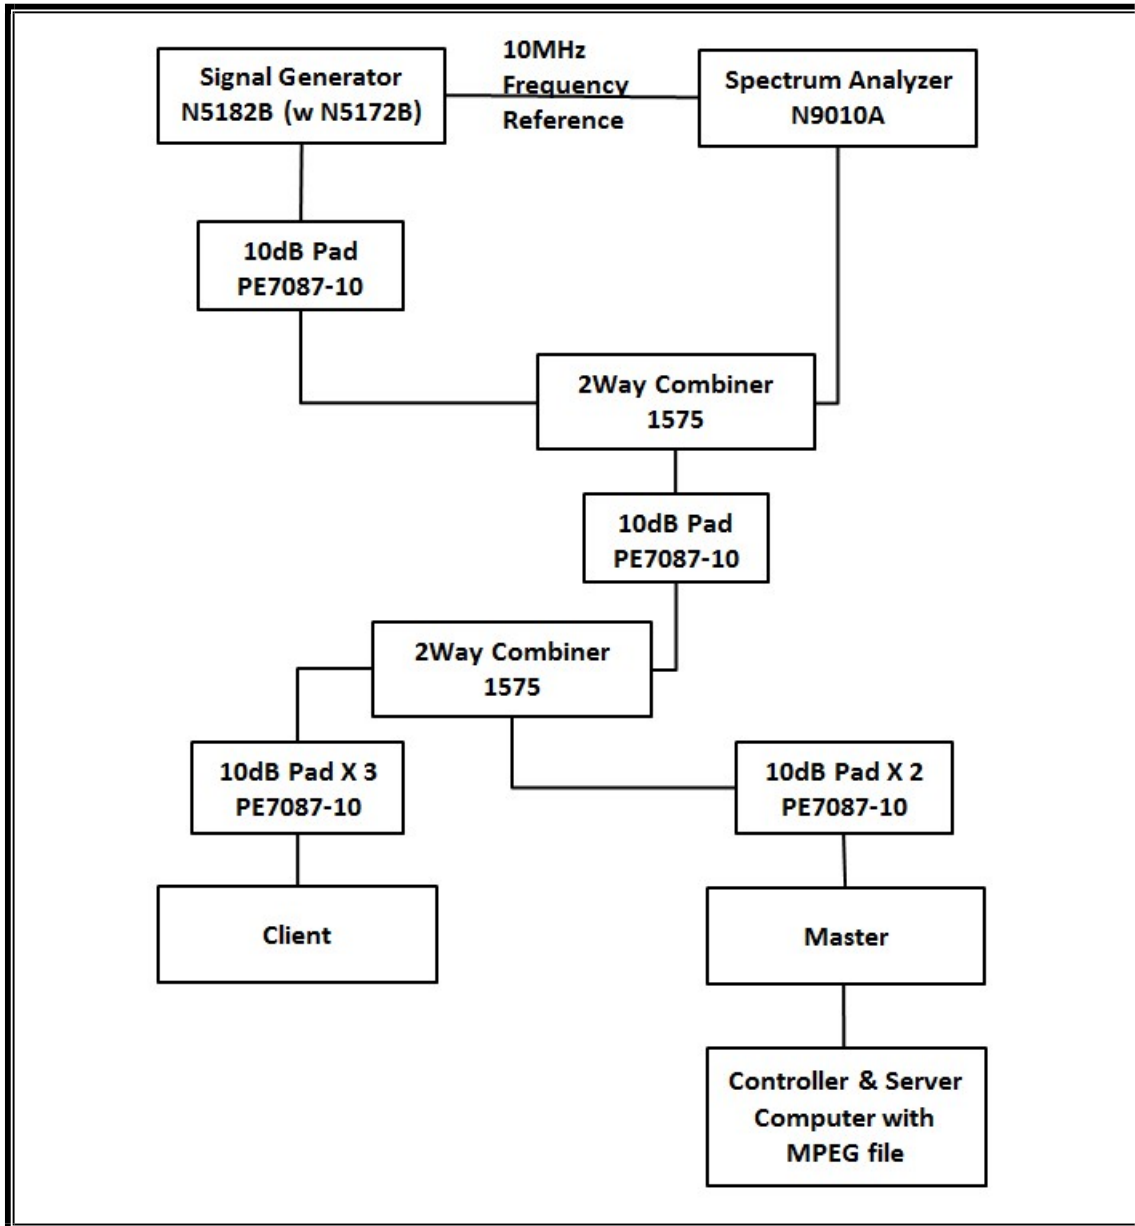 Signal Generator
N5182B (w N5172B)
10MHz
Frequency
Reference
Spectrum Analyzer
N9010A
10dB Pad
PE7087-10
2Way Combiner
1575
10dB Pad
PE7087-10
2Way Combiner
1575
10dB Pad X 3
PE7087-10
10dB Pad X 2
PE7087-10
Client
Master
Controller & Server
Computer with
MPEG file